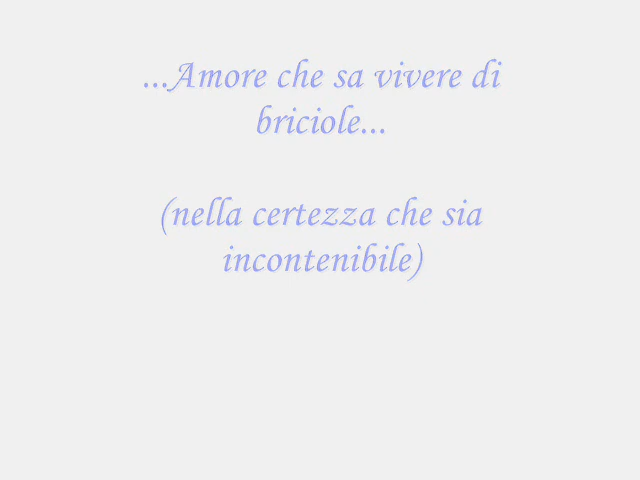 ...Amore che sa vivere di
briciole...
(nella certezza che sia
incontenibile)